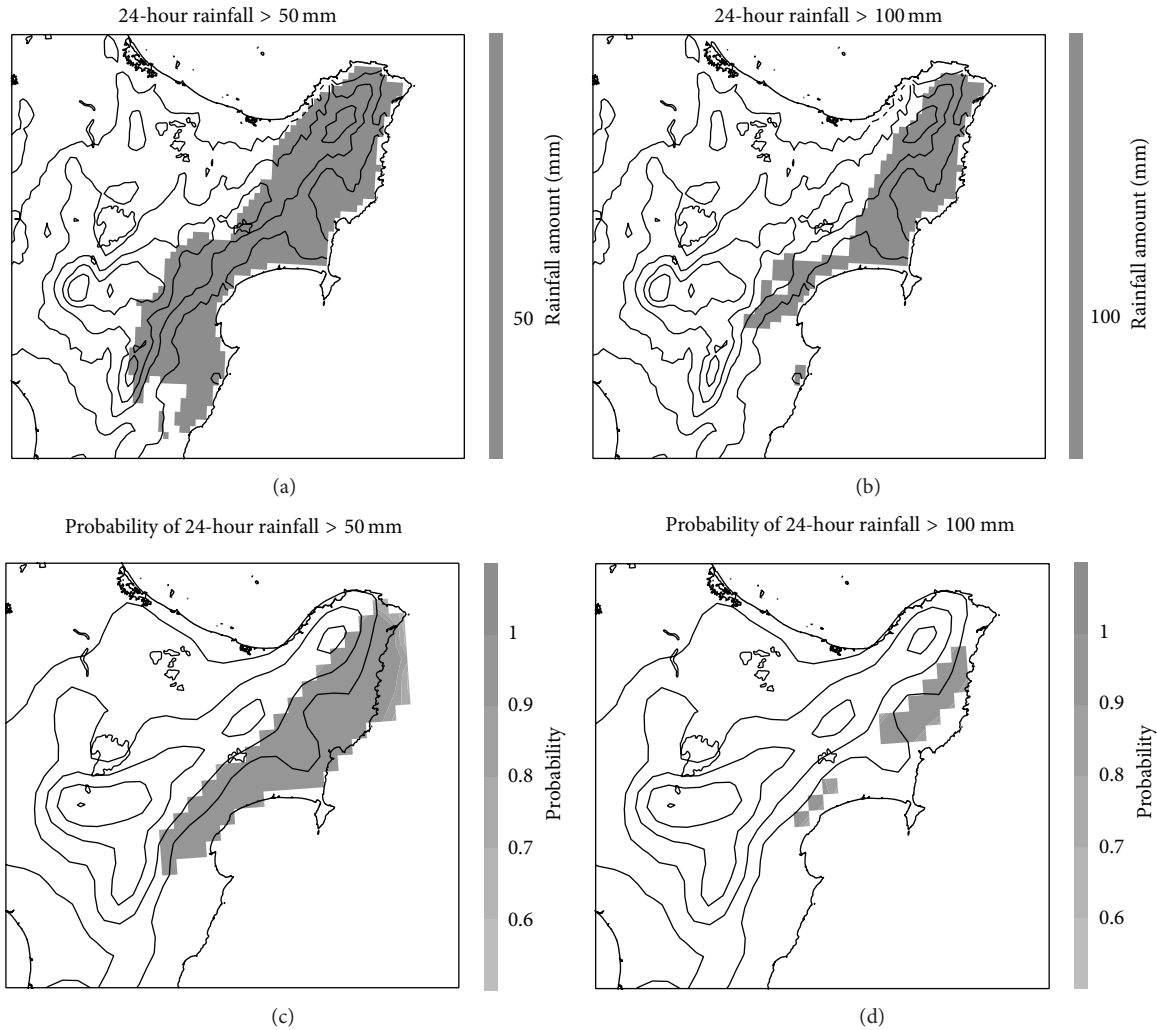 24-hour rainfall > 50 mm
50
Rainfall amount (mm)
(a)
24-hour rainfall > 100 mm
100
Rainfall amount (mm)
(b)
Probability of 24-hour rainfall > 50 mm
1
0.9
0.8
0.7
0.6
Probability
(c)
Probability of 24-hour rainfall > 100 mm
1
0.9
0.8
0.7
0.6
Probability
(d)